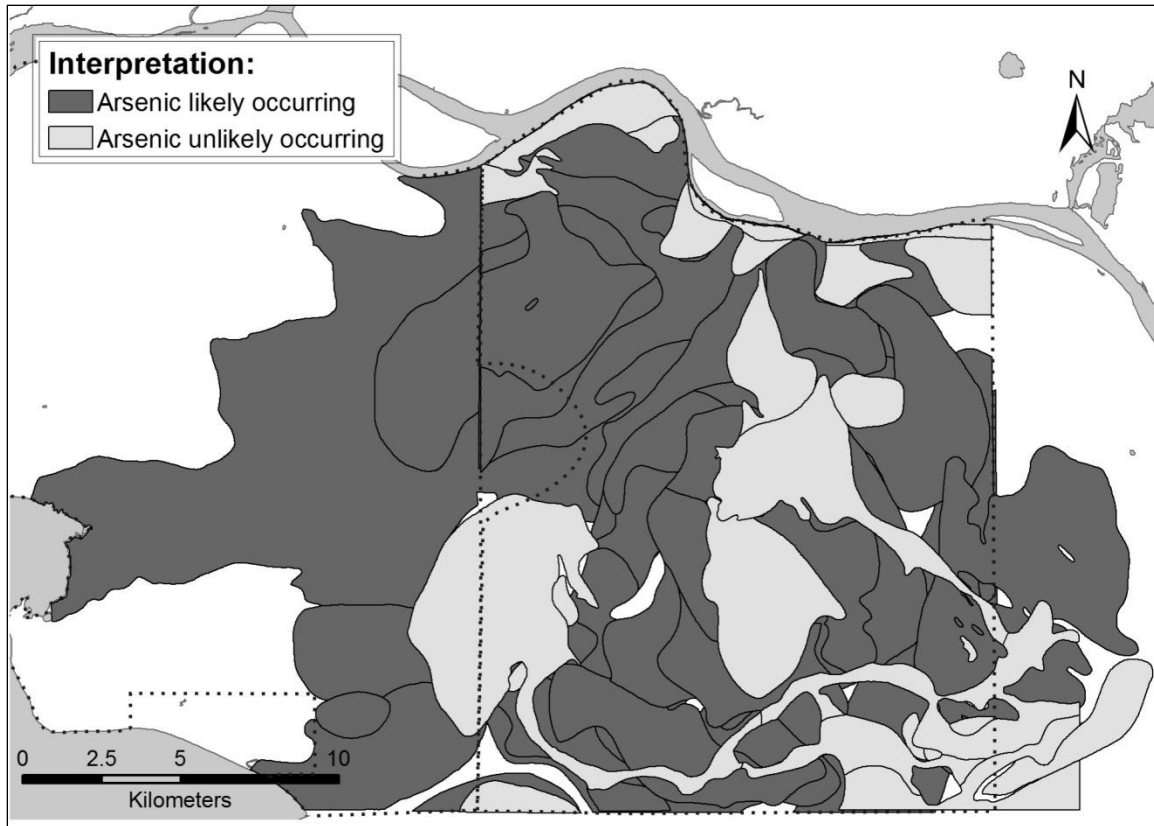 Interpretation:
Arsenic likely occurring
Arsenic unlikely occurring
N
0 2.5 5 10
Kilometers